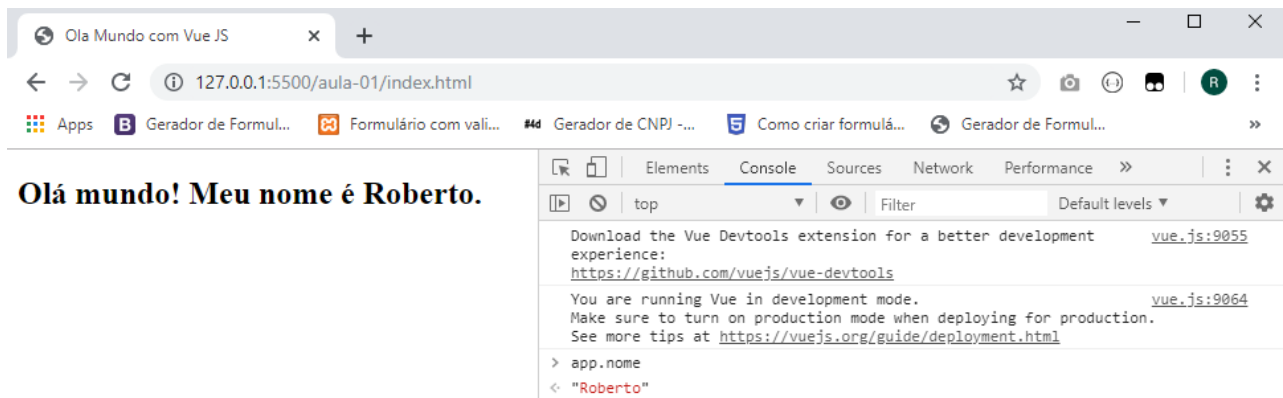 Ola Mundo com Vue JS
127.0.0.1:5500/aula-01/index.html
R
Apps
B Gerador de Formul...
Formulário com vali...
#4d Gerador de CNPJ -...
5 Como criar formulá...
Gerador de Formul...
»
Olá mundo! Meu nome é Roberto.
Elements Console Sources Network Performance »
top Filter Default levels
Download the Vue Devtools extension for a better development vue.js:9055
experience:
https://github.com/vuejs/vue-devtools
You are running Vue in development mode. vue.js:9064
Make sure to turn on production mode when deploying for production.
See more tips at https://vuejs.org/guide/deployment.html
> app.nome
"Roberto"